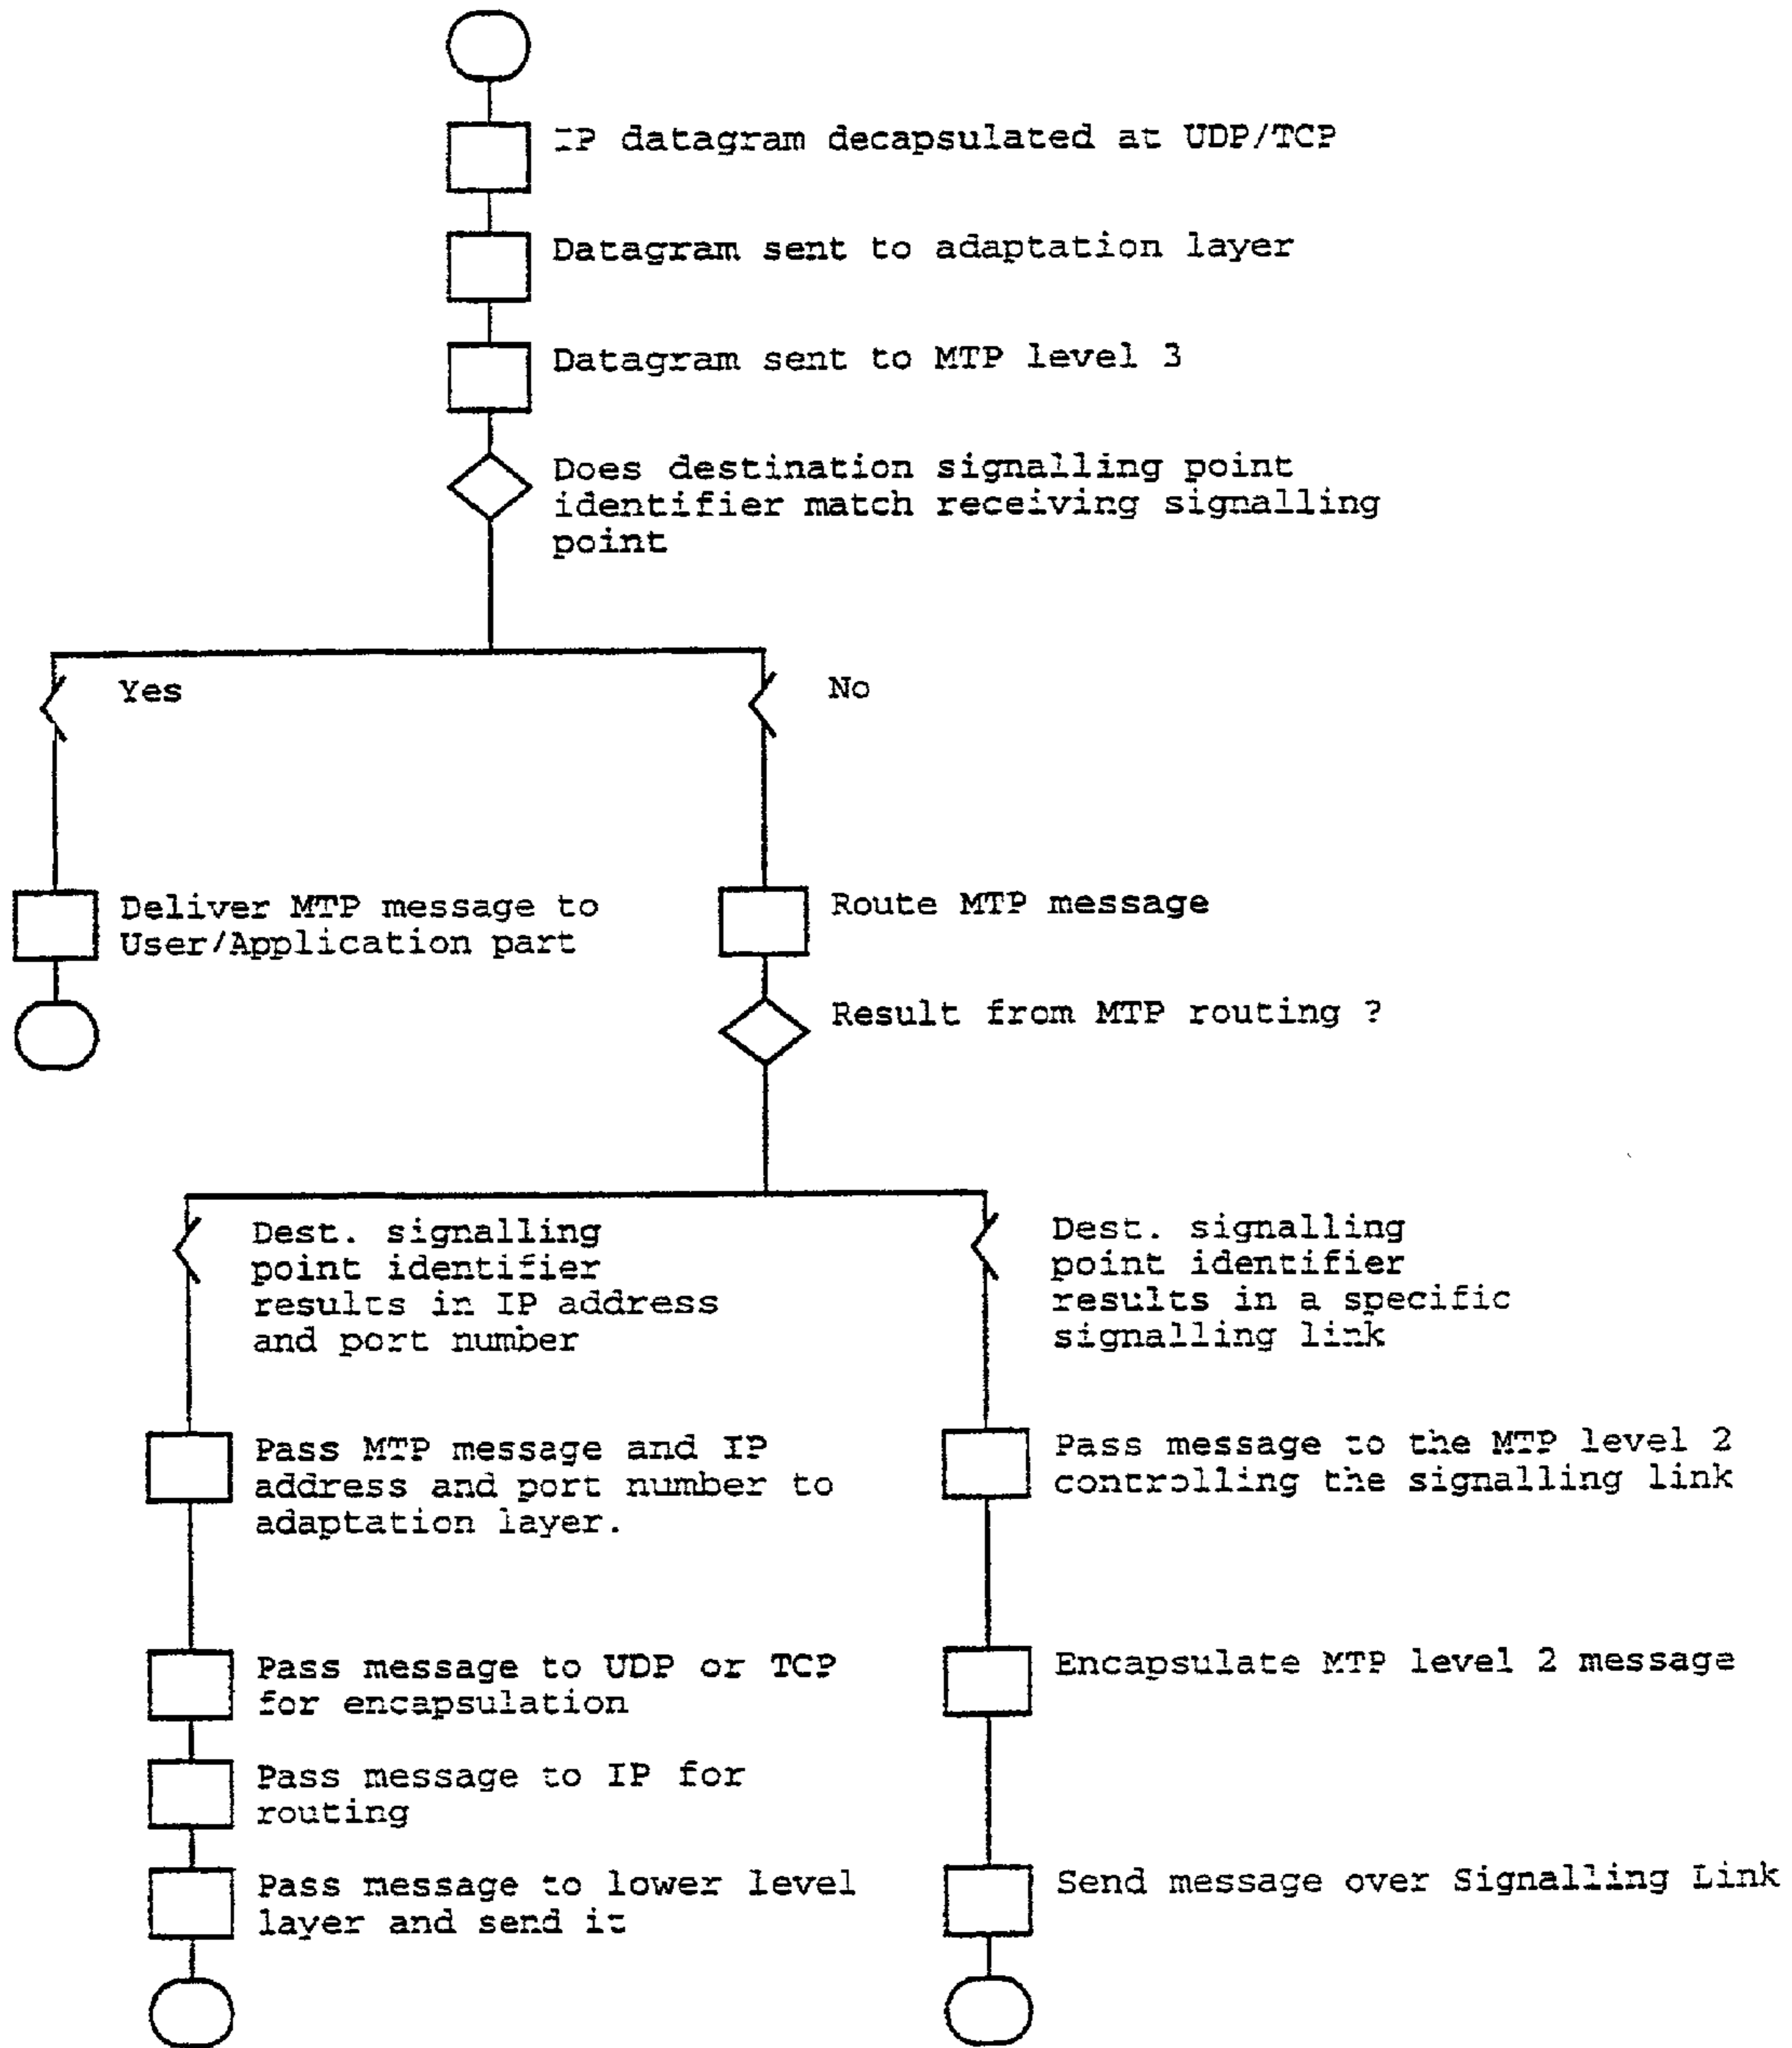 IP datagram decapsulated at UDP/TCP
Datagram sent to adaptation layer
Datagram sent to MTP level 3
Does destination signalling point
identifier match receiving signalling
point
Yes
No
Deliver MTP message to
User/Application part
Route MTP message
Result from MTP routing ?
Dest. signalling
point identifier
results in IP address
and port number
Dest. signalling
point identifier
results in a specific
signalling link
Pass MTP message and IP
address and port number to
adaptation layer.
Pass message to the MTP level 2
controlling the signalling link
Pass message to UDP or TCP
for encapsulation
Encapsulate MTP level 2 message
Pass message to IP for
routing
Pass message to lower level
layer and send it
Send message over Signalling Link